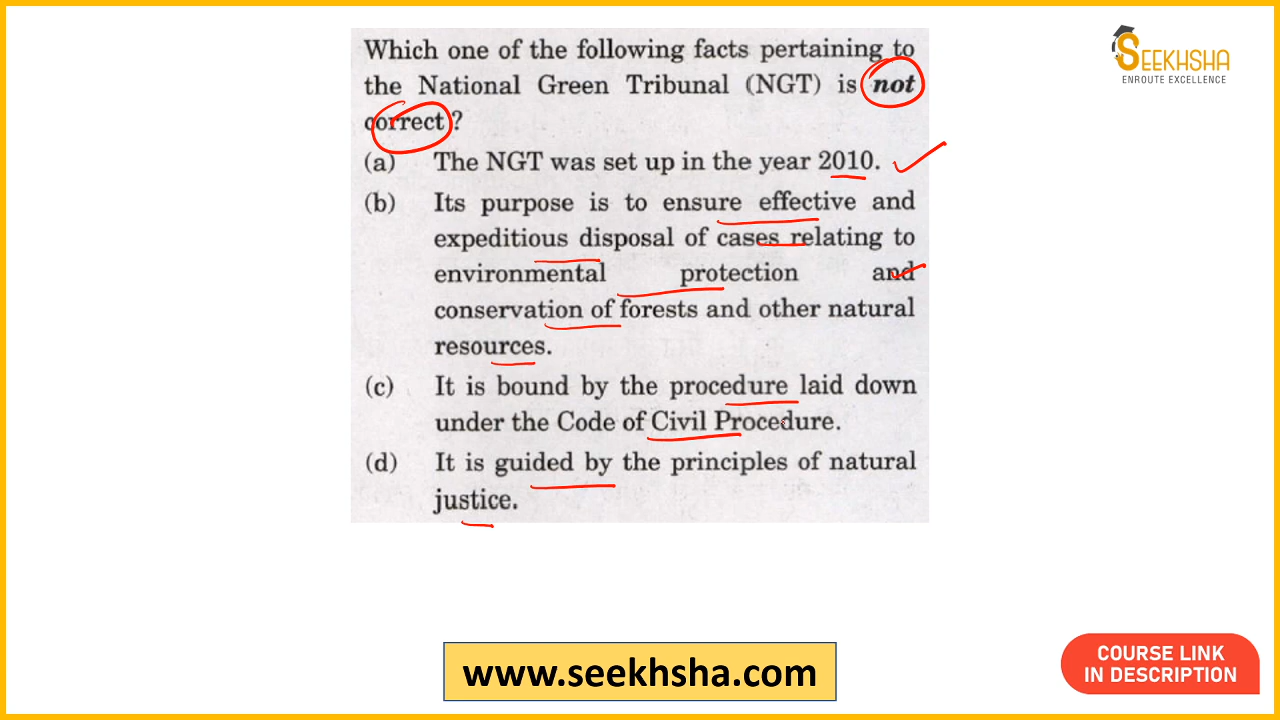 SEEKHSHA
ENROUTE EXCELLENCE
Which one of the following facts pertaining to
the National Green Tribunal (NGT) is not
correct ?
(a) The NGT was set up in the year 2010.
(b) Its purpose is to ensure effective and
expeditious disposal of cases relating to
environmental protection and
conservation of forests and other natural
resources.
(c) It is bound by the procedure laid down
under the Code of Civil Procedure.
(d) It is guided by the principles of natural
justice.
www.seekhsha.com
COURSE LINK
IN DESCRIPTION